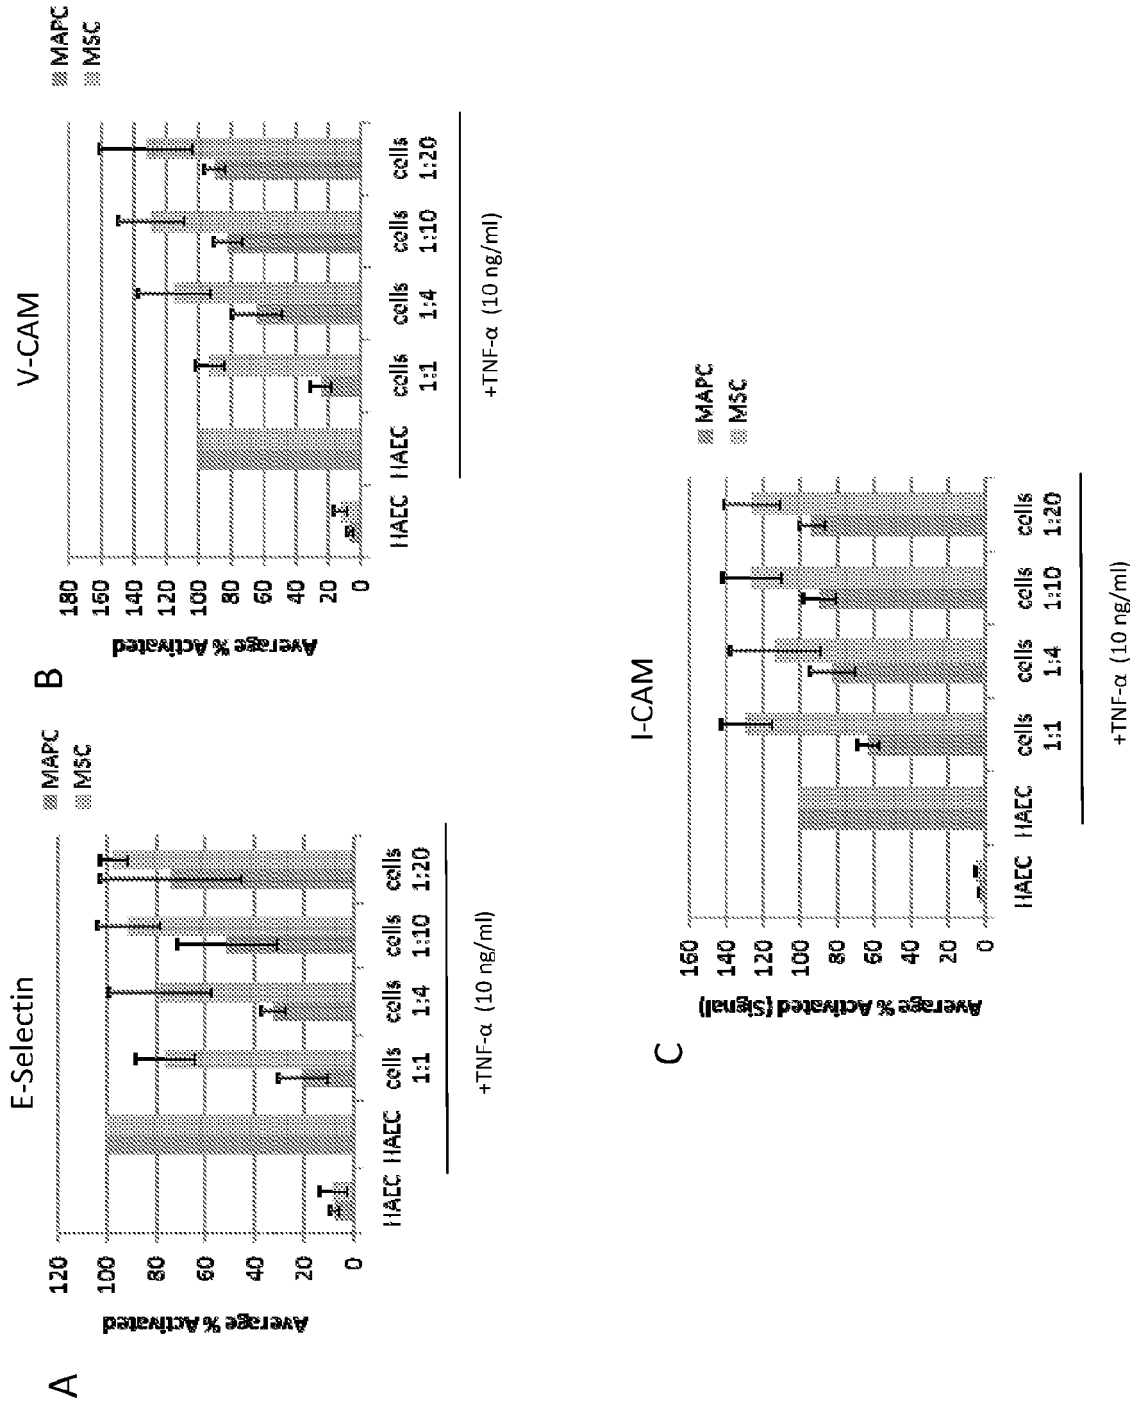 A
E-Selectin
MAPC
MSC
Average % Activated
120
100
80
60
40
20
0
HAEC
HAEC
cells
1:1
cells
1:4
cells
1:10
cells
1:20
+TNF-α (10 ng/ml)
B
V-CAM
MAPC
MSC
Average % Activated
180
160
140
120
100
80
60
40
20
0
HAEC
HAEC
cells
1:1
cells
1:4
cells
1:10
cells
1:20
+TNF-α (10 ng/ml)
C
I-CAM
MAPC
MSC
Average % Activated (Signal)
160
140
120
100
80
60
40
20
0
HAEC
HAEC
cells
1:1
cells
1:4
cells
1:10
cells
1:20
+TNF-α (10 ng/ml)